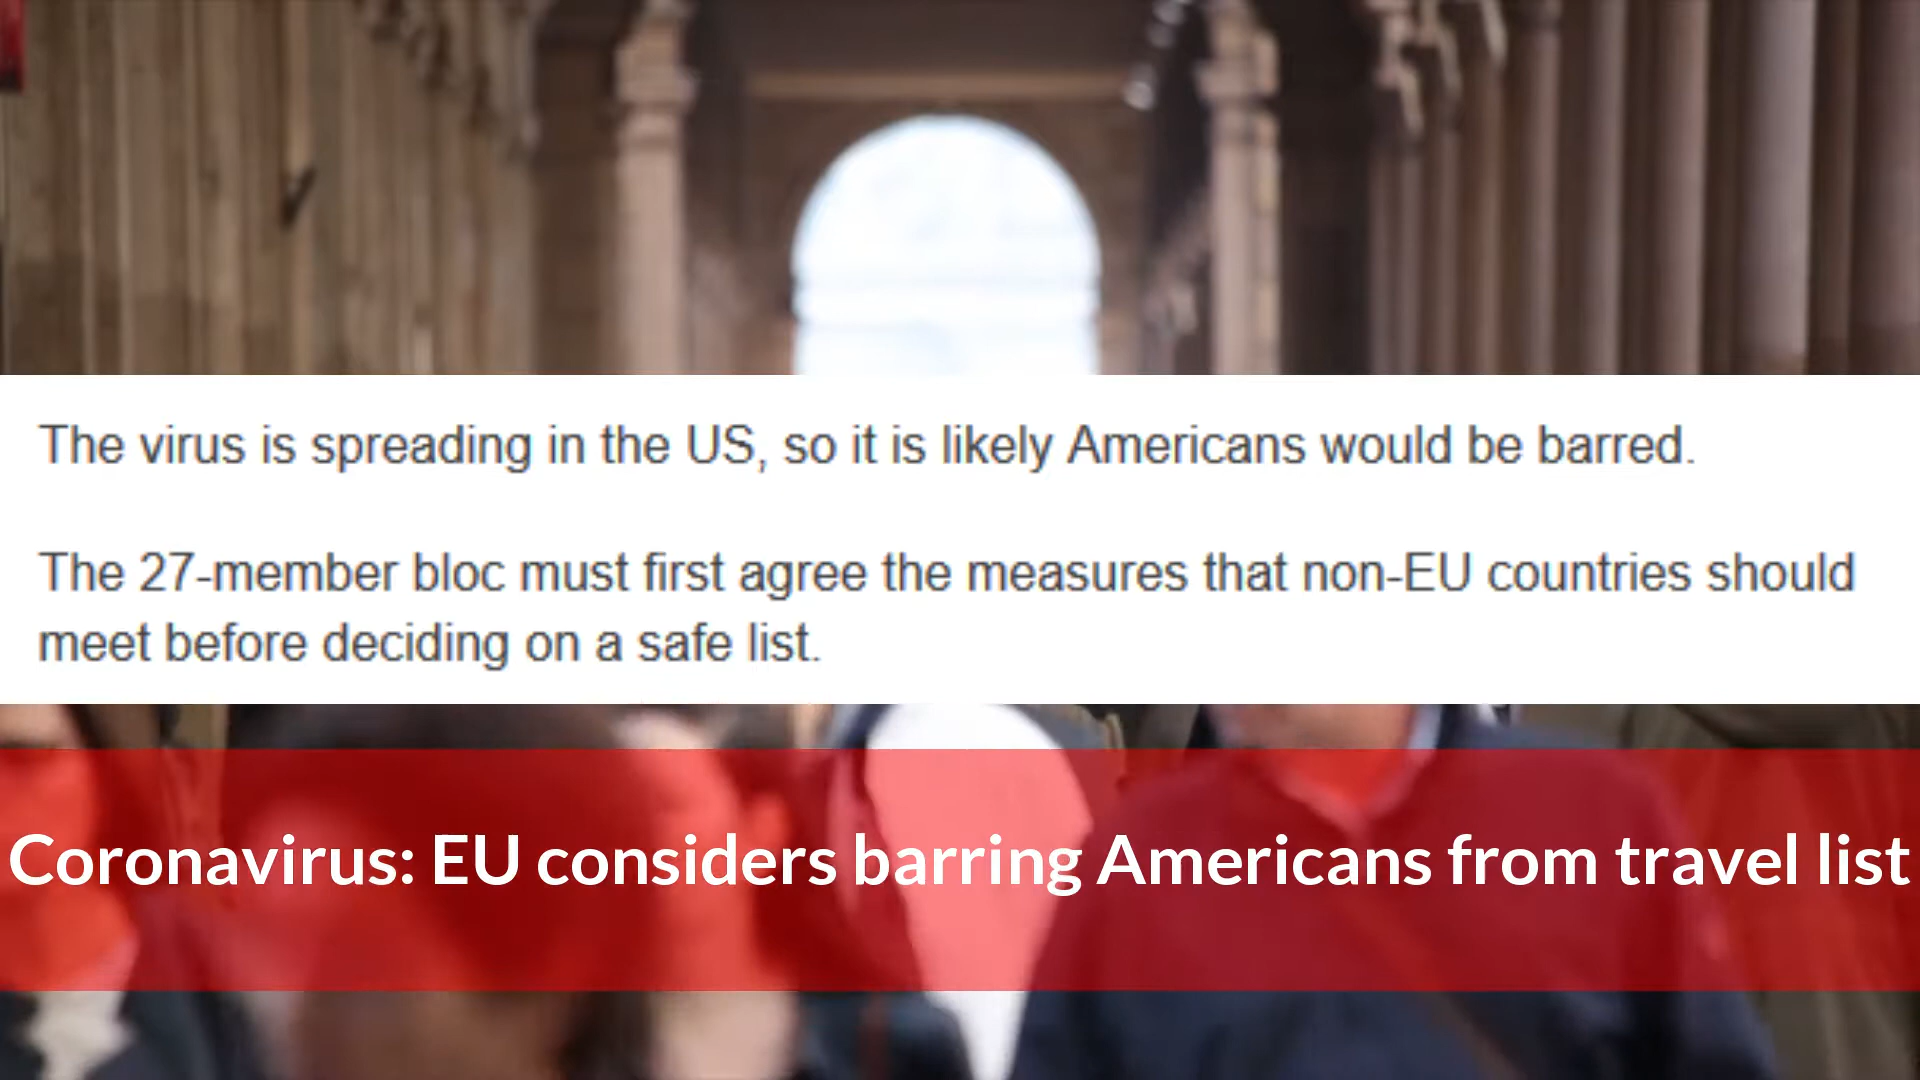 The virus is spreading in the US, so it is likely Americans would be barred.
The 27-member bloc must first agree the measures that non-EU countries should
meet before deciding on a safe list.
Coronavirus: EU considers barring Americans from travel list